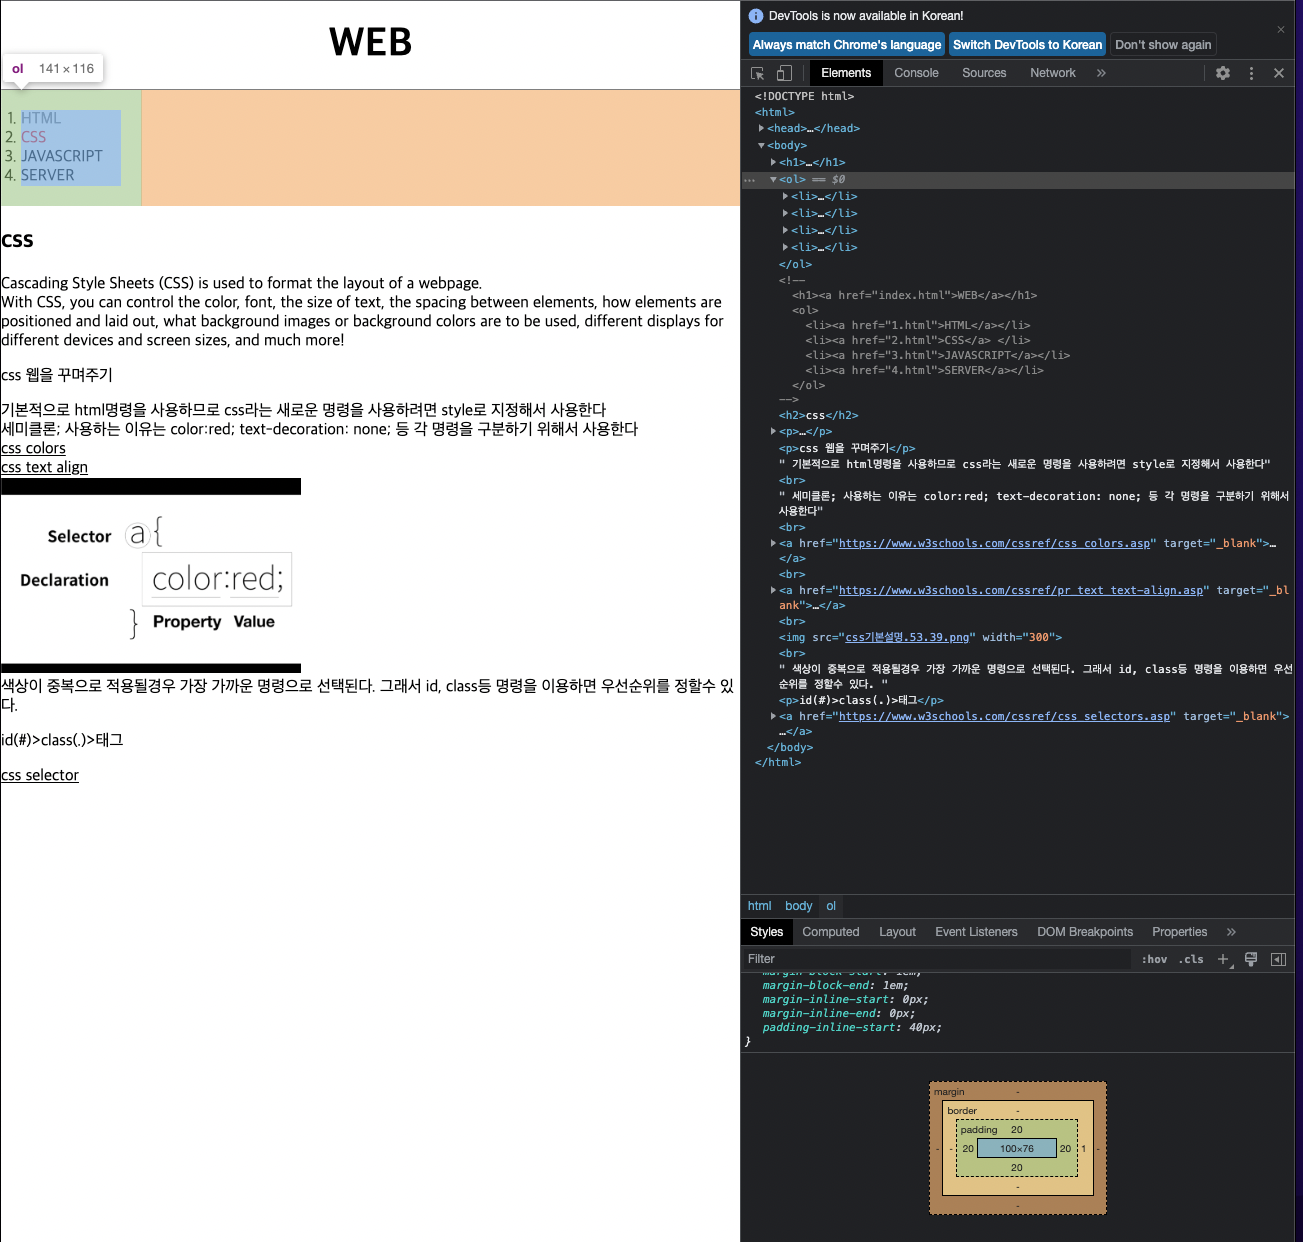 WEB
ol 141 × 116
1. HTML
2. CSS
3. JAVASCRIPT
4. SERVER
css
Cascading Style Sheets (CSS) is used to format the layout of a webpage.
With CSS, you can control the color, font, the size of text, the spacing between elements, how elements are
positioned and laid out, what background images or background colors are to be used, different displays for
different devices and screen sizes, and much more!
css 웹을 꾸며주기
기본적으로 html명령을 사용하므로 css라는 새로운 명령을 사용하려면 style로 지정해서 사용한다
세미클론; 사용하는 이유는 color:red; text-decoration: none; 등 각 명령을 구분하기 위해서 사용한다
css colors
css text align
Selector a {
Declaration color:red;
} Property Value
색상이 중복으로 적용될경우 가장 가까운 명령으로 선택된다. 그래서 id, class등 명령을 이용하면 우선순위를 정할수 있
다.
id(#)>class(.)>태그
css selector
DevTools is now available in Korean!
Always match Chrome's language Switch DevTools to Korean Don't show again
Elements Console Sources Network »
<!DOCTYPE html>
<html>
<head>…</head>
<body>
<h1>…</h1>
<ol> == $0
<li>…</li>
<li>…</li>
<li>…</li>
<li>…</li>
</ol>
<!--
<h1><a href="index.html">WEB</a></h1>
<ol>
<li><a href="1.html">HTML</a></li>
<li><a href="2.html">CSS</a> </li>
<li><a href="3.html">JAVASCRIPT</a></li>
<li><a href="4.html">SERVER</a></li>
</ol>
-->
<h2>css</h2>
<p>…</p>
<p>css 웹을 꾸며주기</p>
" 기본적으로 html명령을 사용하므로 css라는 새로운 명령을 사용하려면 style로 지정해서 사용한다"
<br>
" 세미클론; 사용하는 이유는 color:red; text-decoration: none; 등 각 명령을 구분하기 위해서
사용한다"
<br>
<a href="https://www.w3schools.com/cssref/css_colors.asp" target="_blank">…
</a>
<br>
<a href="https://www.w3schools.com/cssref/pr_text_text-align.asp" target="_bl
ank">…</a>
<br>
<img src="css기본설명.53.39.png" width="300">
<br>
" 색상이 중복으로 적용될경우 가장 가까운 명령으로 선택된다. 그래서 id, class등 명령을 이용하면 우선
순위를 정할수 있다. "
<p>id(#)>class(.)>태그</p>
<a href="https://www.w3schools.com/cssref/css_selectors.asp" target="_blank">
…</a>
</body>
</html>
html body ol
Styles Computed Layout Event Listeners DOM Breakpoints Properties »
Filter :hov .cls +
margin-block-start: 1em;
margin-block-end: 1em;
margin-inline-start: 0px;
margin-inline-end: 0px;
padding-inline-start: 40px;
}
margin -
border -
padding 20
- - 20 100×76 20 1 -
20
-
-